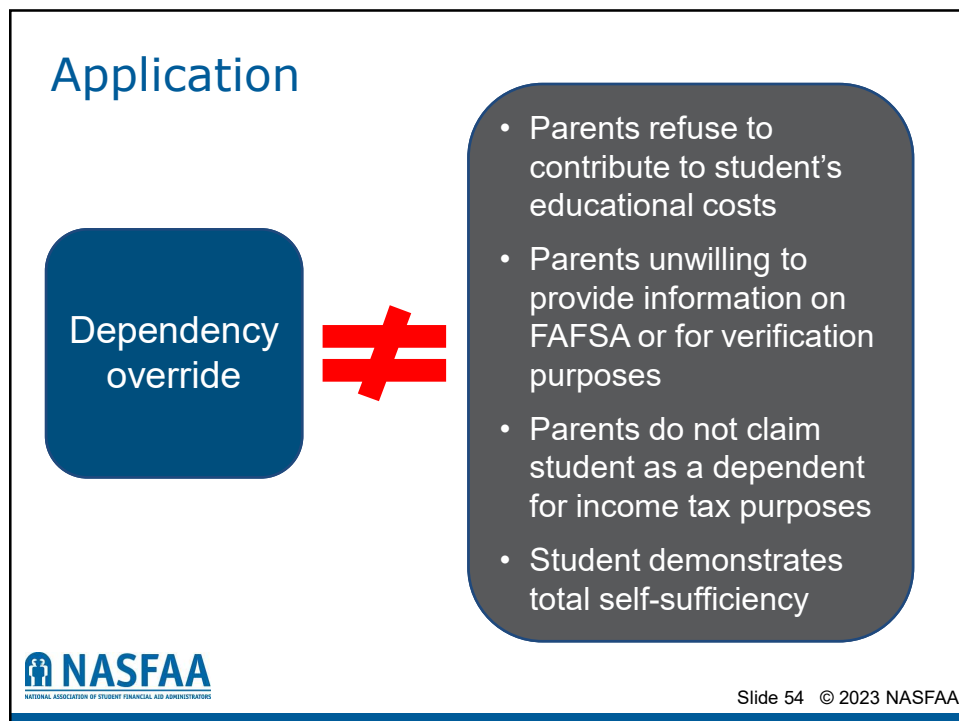 Application
Dependency
override
• Parents refuse to
contribute to student’s
educational costs
• Parents unwilling to
provide information on
FAFSA or for verification
purposes
• Parents do not claim
student as a dependent
for income tax purposes
• Student demonstrates
total self-sufficiency
NASFAA
NATIONAL ASSOCIATION OF STUDENT FINANCIAL AID ADMINISTRATORS
Slide 54 © 2023 NASFAA